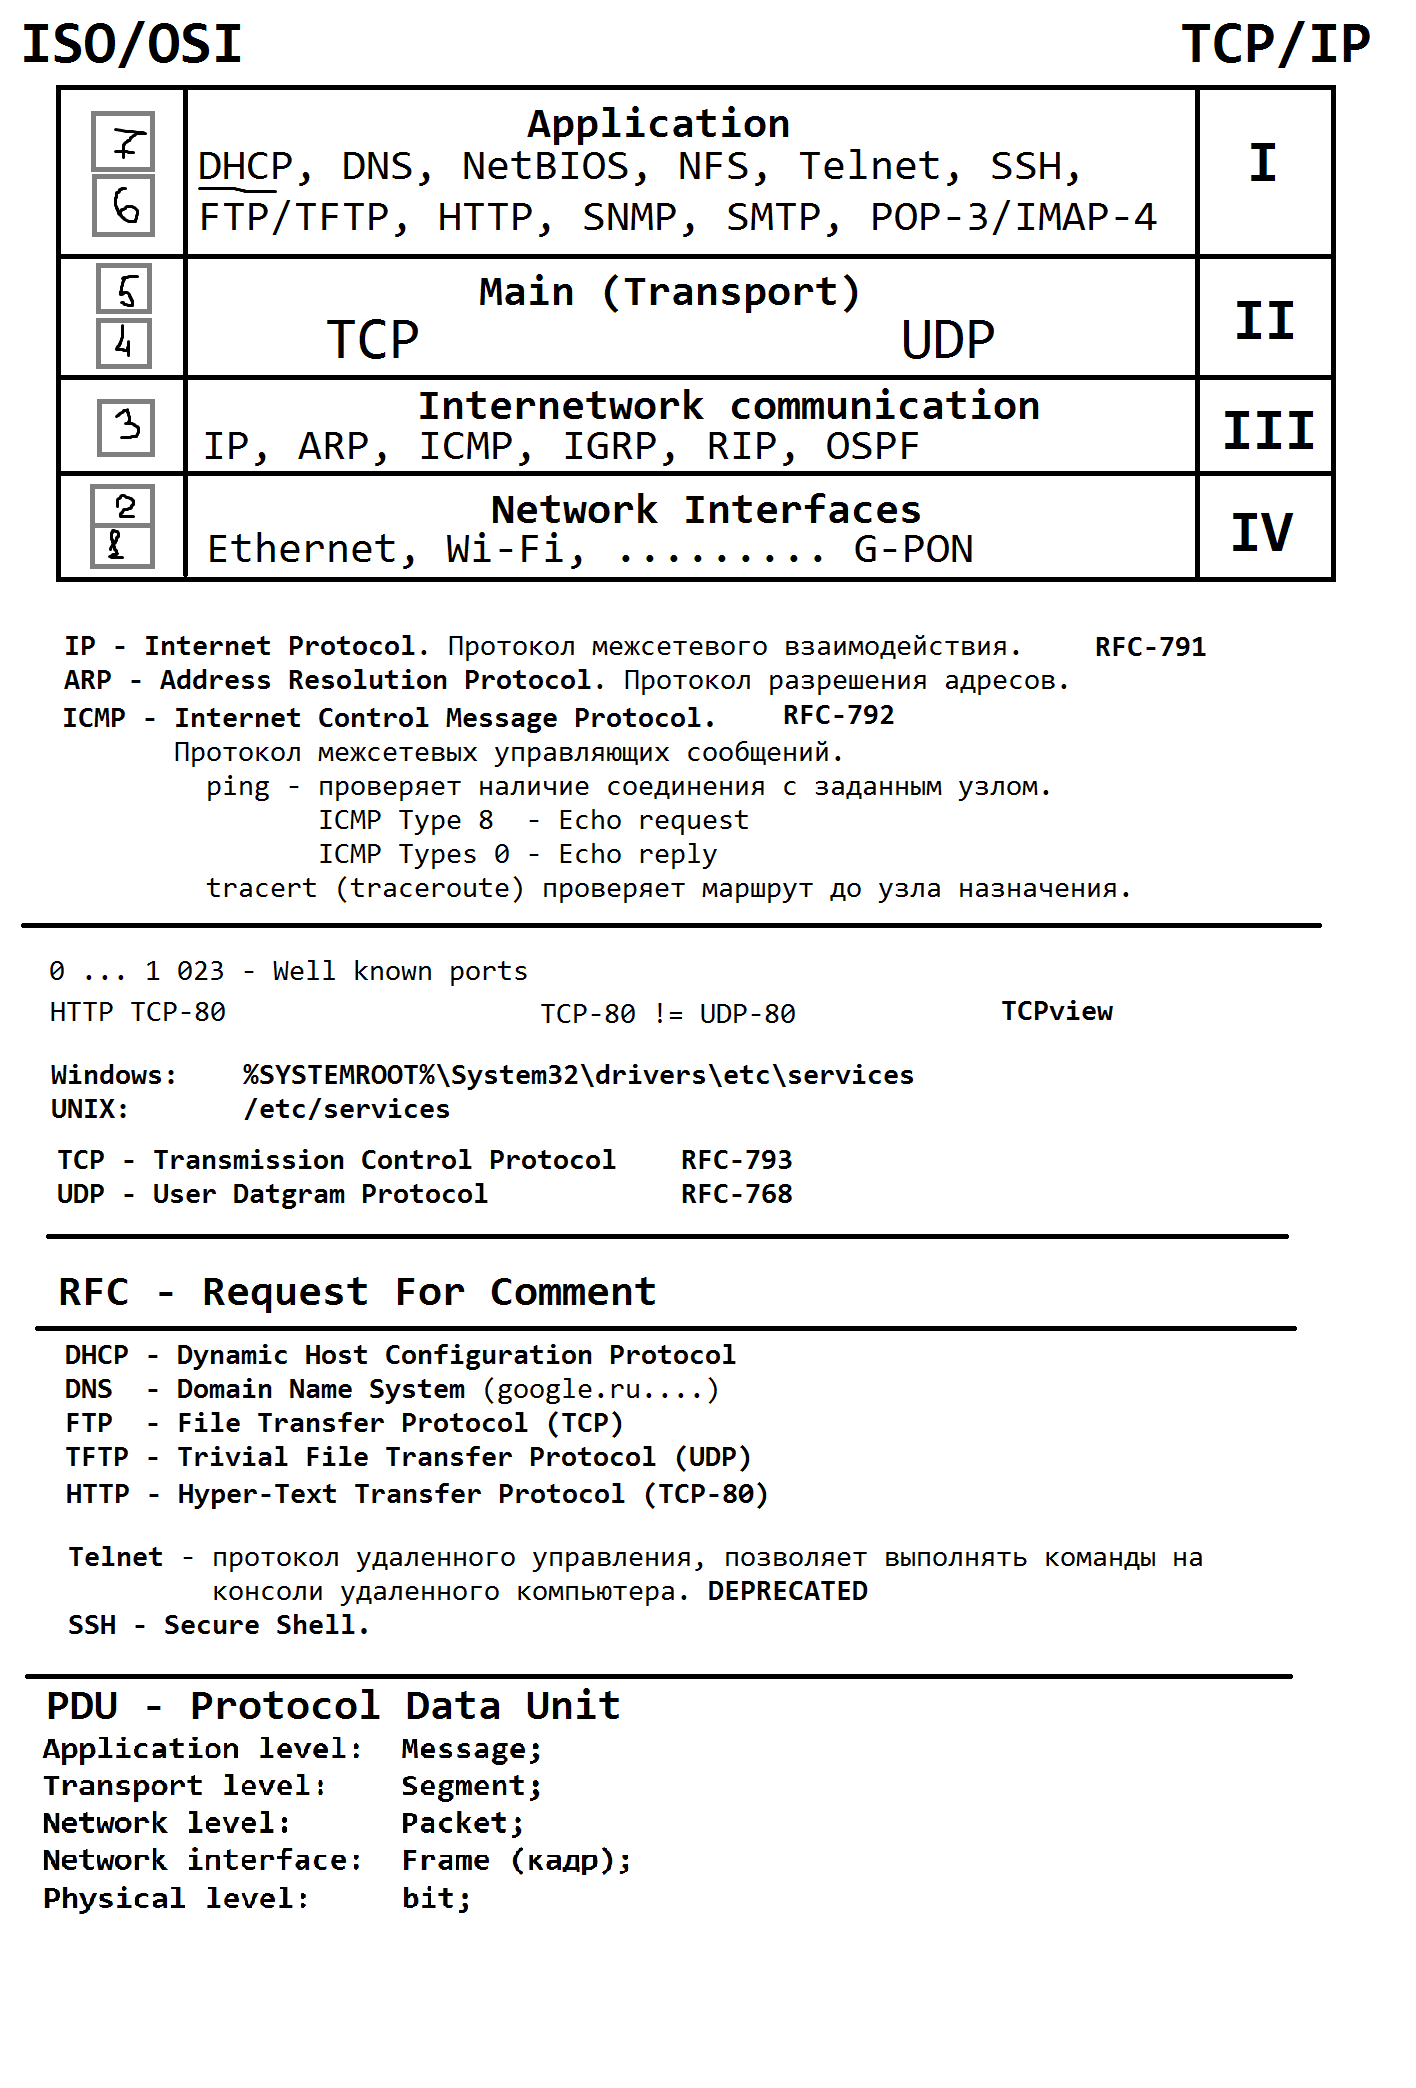 ISO/OSI TCP/IP
7 Application I
DHCP, DNS, NetBIOS, NFS, Telnet, SSH,
6 FTP/TFTP, HTTP, SNMP, SMTP, POP-3/IMAP-4
5 Main (Transport) II
4 TCP UDP
3 Internetwork communication III
IP, ARP, ICMP, IGRP, RIP, OSPF
2 Network Interfaces IV
1 Ethernet, Wi-Fi, ......... G-PON
IP - Internet Protocol. Протокол межсетевого взаимодействия. RFC-791
ARP - Address Resolution Protocol. Протокол разрешения адресов.
ICMP - Internet Control Message Protocol. RFC-792
Протокол межсетевых управляющих сообщений.
ping - проверяет наличие соединения с заданным узлом.
ICMP Type 8 - Echo request
ICMP Types 0 - Echo reply
tracert (traceroute) проверяет маршрут до узла назначения.
0 ... 1 023 - Well known ports
HTTP TCP-80 TCP-80 != UDP-80 TCPview
Windows: %SYSTEMROOT%\System32\drivers\etc\services
UNIX: /etc/services
TCP - Transmission Control Protocol RFC-793
UDP - User Datgram Protocol RFC-768
RFC - Request For Comment
DHCP - Dynamic Host Configuration Protocol
DNS - Domain Name System (google.ru....)
FTP - File Transfer Protocol (TCP)
TFTP - Trivial File Transfer Protocol (UDP)
HTTP - Hyper-Text Transfer Protocol (TCP-80)
Telnet - протокол удаленного управления, позволяет выполнять команды на
консоли удаленного компьютера. DEPRECATED
SSH - Secure Shell.
PDU - Protocol Data Unit
Application level: Message;
Transport level: Segment;
Network level: Packet;
Network interface: Frame (кадр);
Physical level: bit;